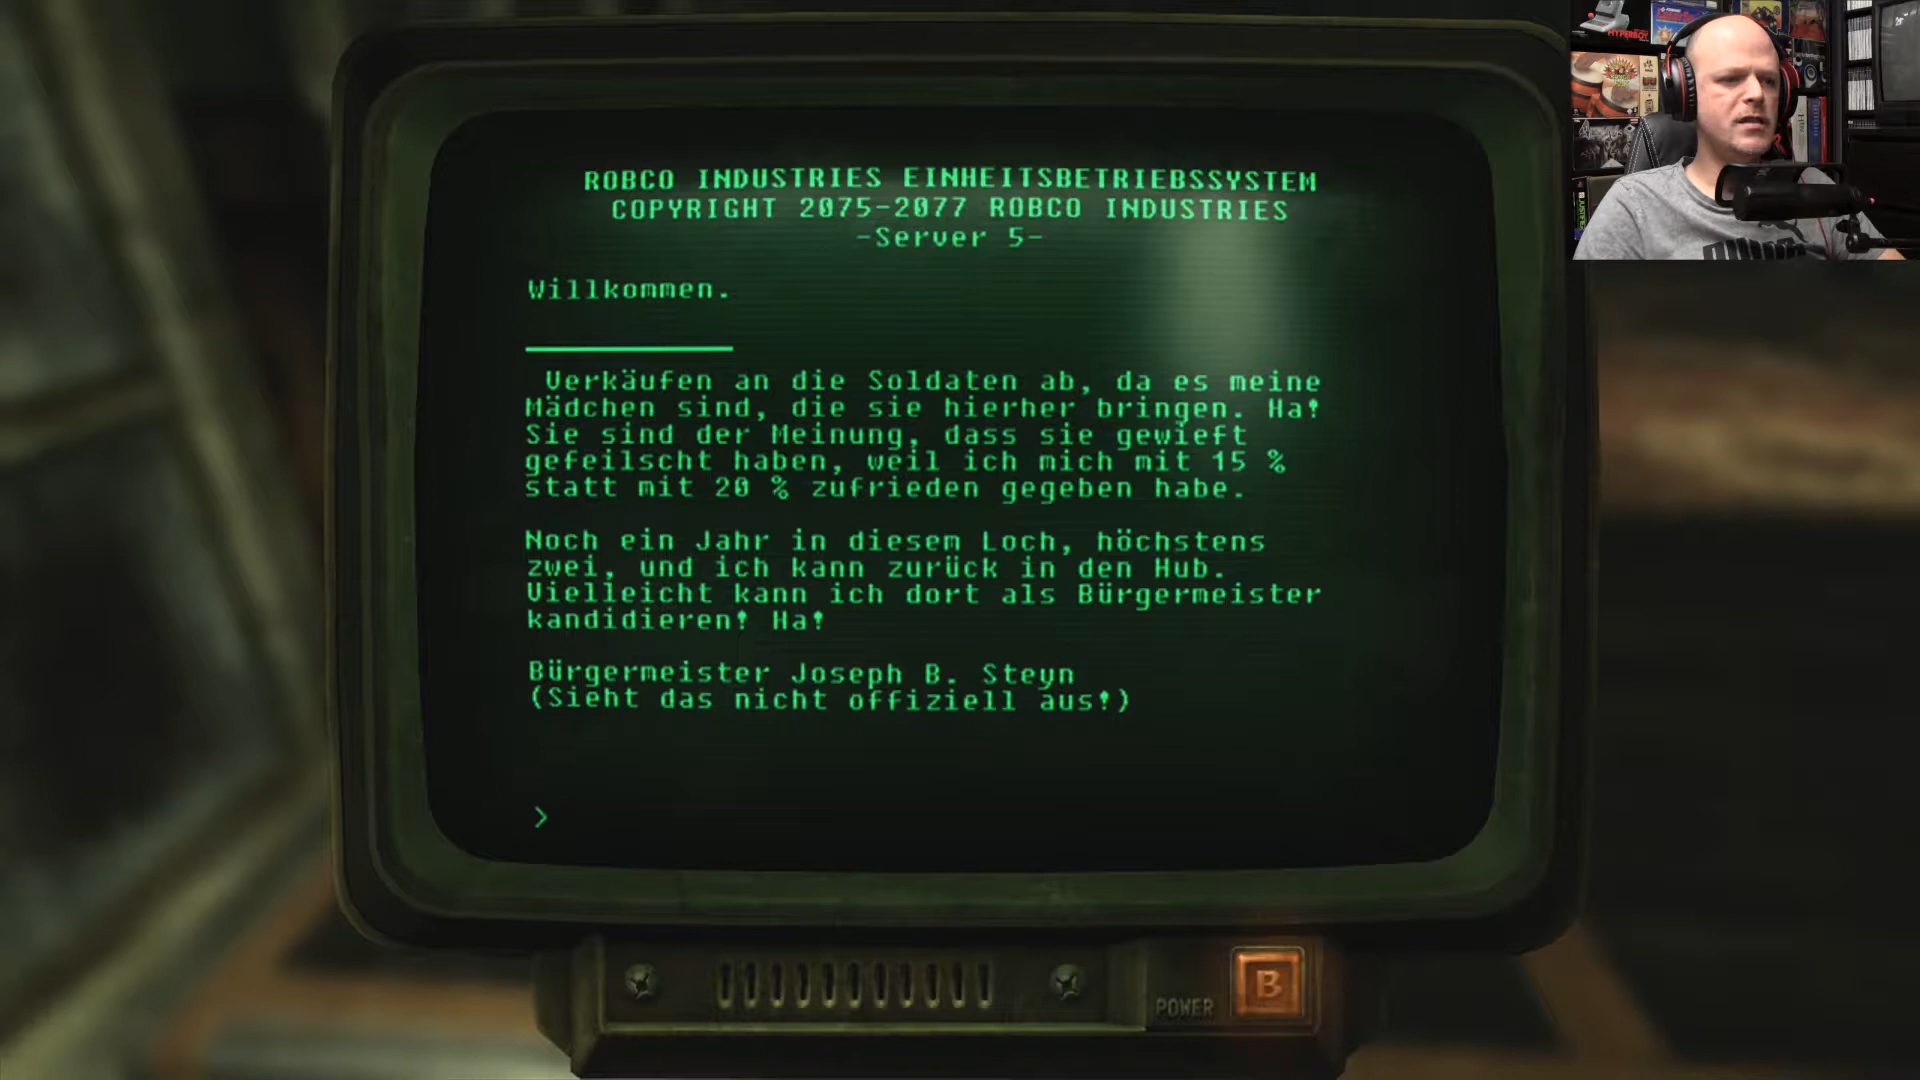 ROBCO INDUSTRIES EINHEITSBETRIEBSSYSTEM
COPYRIGHT 2075-2077 ROBCO INDUSTRIES
-Server 5-
Willkommen.
Verkäufen an die Soldaten ab, da es meine
Mädchen sind, die sie hierher bringen. Ha!
Sie sind der Meinung, dass sie gewieft
gefeilscht haben, weil ich mich mit 15 %
statt mit 20 % zufrieden gegeben habe.
Noch ein Jahr in diesem Loch, höchstens
zwei, und ich kann zurück in den Hub.
Vielleicht kann ich dort als Bürgermeister
kandidieren! Ha!
Bürgermeister Joseph B. Steyn
(Sieht das nicht offiziell aus!)
>
POWER
B
HYPERBOY